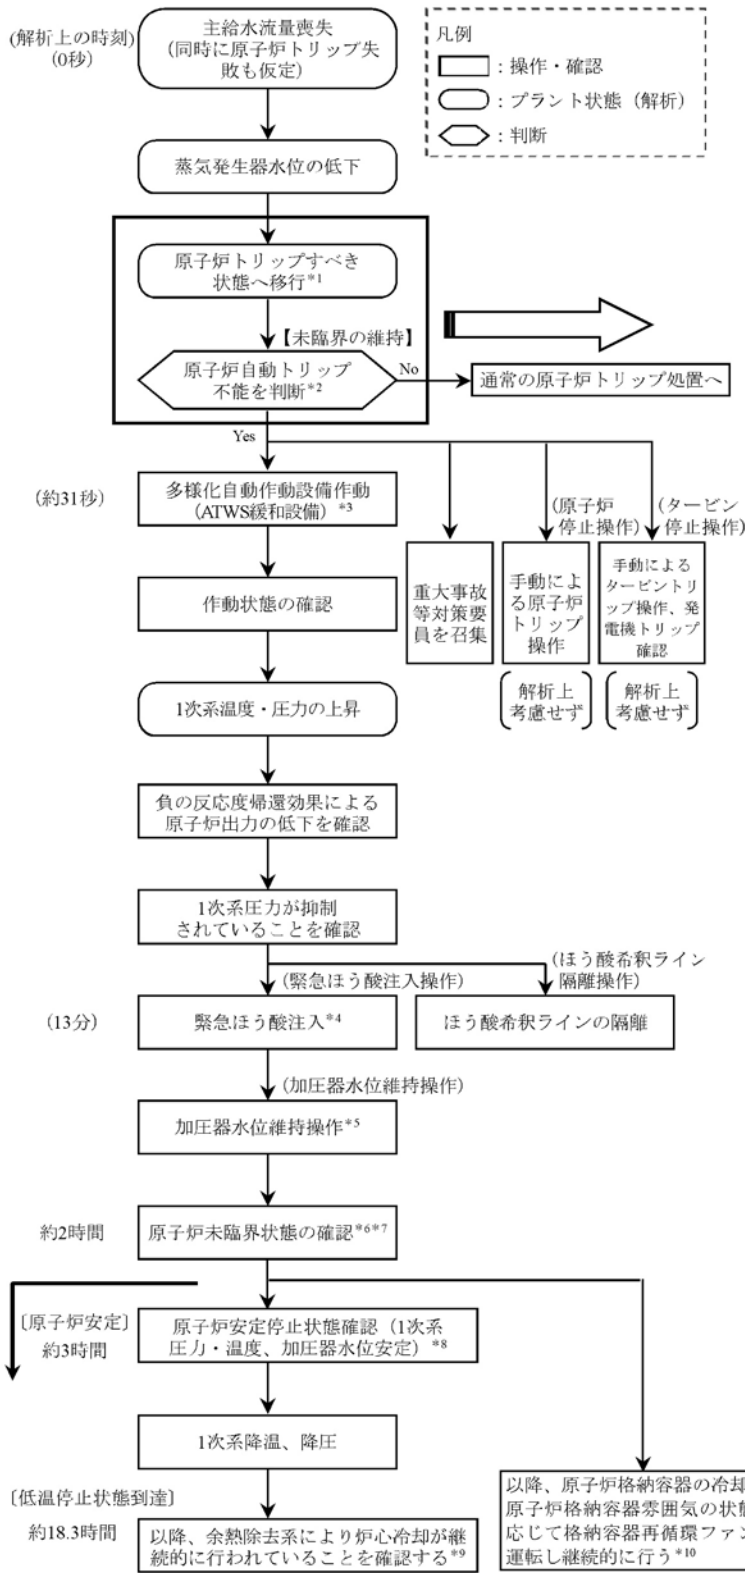 (解析上の時刻)
(0秒)
主給水流量喪失
(同時に原子炉トリップ失
敗も仮定)
凡例
：操作・確認
：プラント状態（解析）
：判断
蒸気発生器水位の低下
原子炉トリップすべき
状態へ移行*1
【未臨界の維持】
原子炉自動トリップ
不能を判断*2
No
通常の原子炉トリップ処置へ
Yes
(約31秒)
多様化自動作動設備作動
(ATWS緩和設備) *3
(原子炉
停止操作)
(タービン
停止操作)
作動状態の確認
重大事故
等対策要
員を召集
手動によ
る原子炉
トリップ
操作
手動による
タービントリ
ップ操作、発
電機トリップ
確認
解析上
考慮せず
解析上
考慮せず
1次系温度・圧力の上昇
負の反応度帰還効果による
原子炉出力の低下を確認
1次系圧力が抑制
されていることを確認
(緊急ほう酸注入操作)
(ほう酸希釈ライン
隔離操作)
(13分)
緊急ほう酸注入*4
ほう酸希釈ラインの隔離
(加圧器水位維持操作)
加圧器水位維持操作*5
約2時間
原子炉未臨界状態の確認*6*7
〔原子炉安定〕
約3時間
原子炉安定停止状態確認（1次系
圧力・温度、加圧器水位安定）*8
1次系降温、降圧
〔低温停止状態到達〕
約18.3時間
以降、余熱除去系により炉心冷却が継
続的に行われていることを確認する*9
以降、原子炉格納容器の冷却
原子炉格納容器雰囲気の状態
応じて格納容器再循環ファン
運転し継続的に行う*10